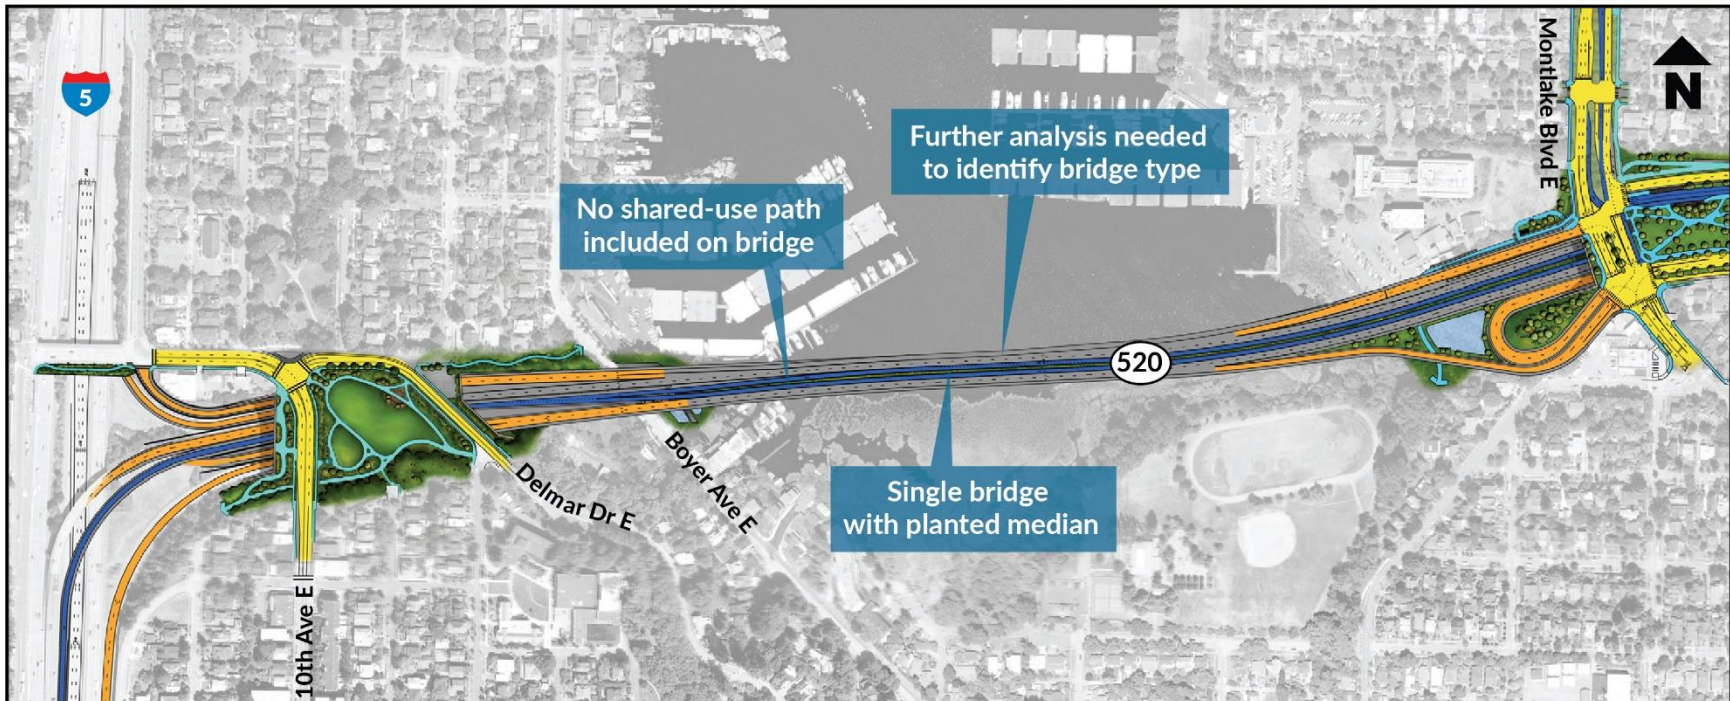 5
Montlake Blvd E
N
Further analysis needed
to identify bridge type
No shared-use path
included on bridge
520
Boyer Ave E
Delmar Dr E
Single bridge
with planted median
10th Ave E